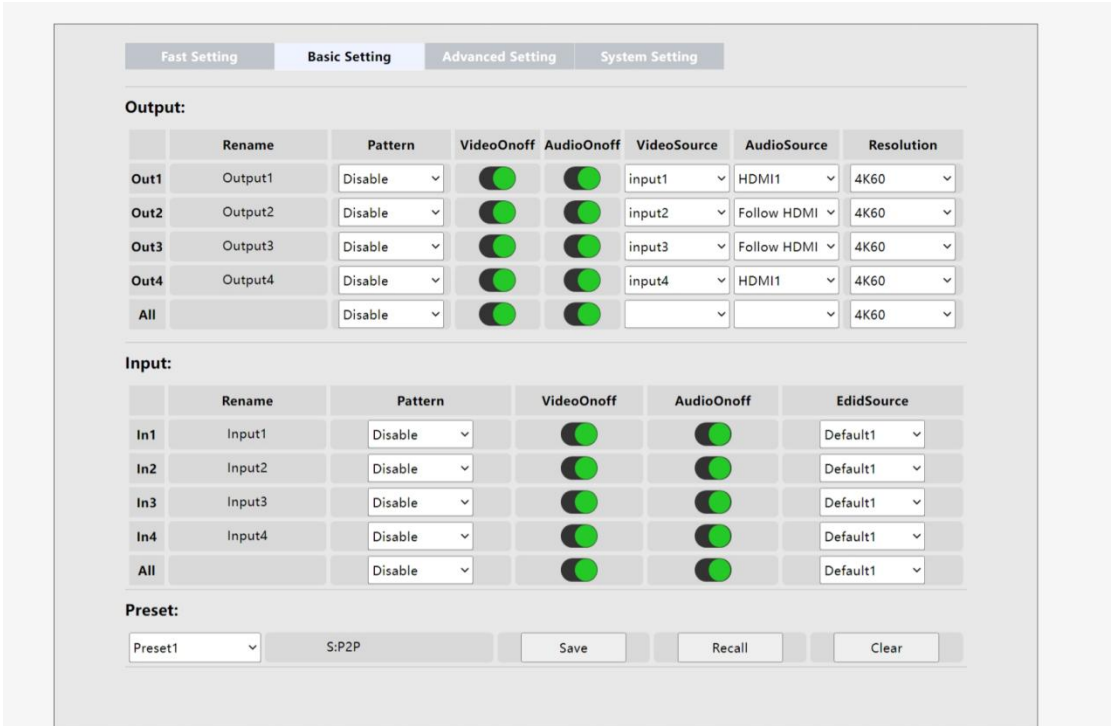 Fast Setting Basic Setting Advanced Setting System Setting
Output:
Rename Pattern VideoOnoff AudioOnoff VideoSource AudioSource Resolution
Out1 Output1 Disable input1 HDMI1 4K60
Out2 Output2 Disable input2 Follow HDMI 4K60
Out3 Output3 Disable input3 Follow HDMI 4K60
Out4 Output4 Disable input4 HDMI1 4K60
All Disable 4K60
Input:
Rename Pattern VideoOnoff AudioOnoff EdidSource
In1 Input1 Disable Default1
In2 Input2 Disable Default1
In3 Input3 Disable Default1
In4 Input4 Disable Default1
All Disable Default1
Preset:
Preset1 S:P2P Save Recall Clear